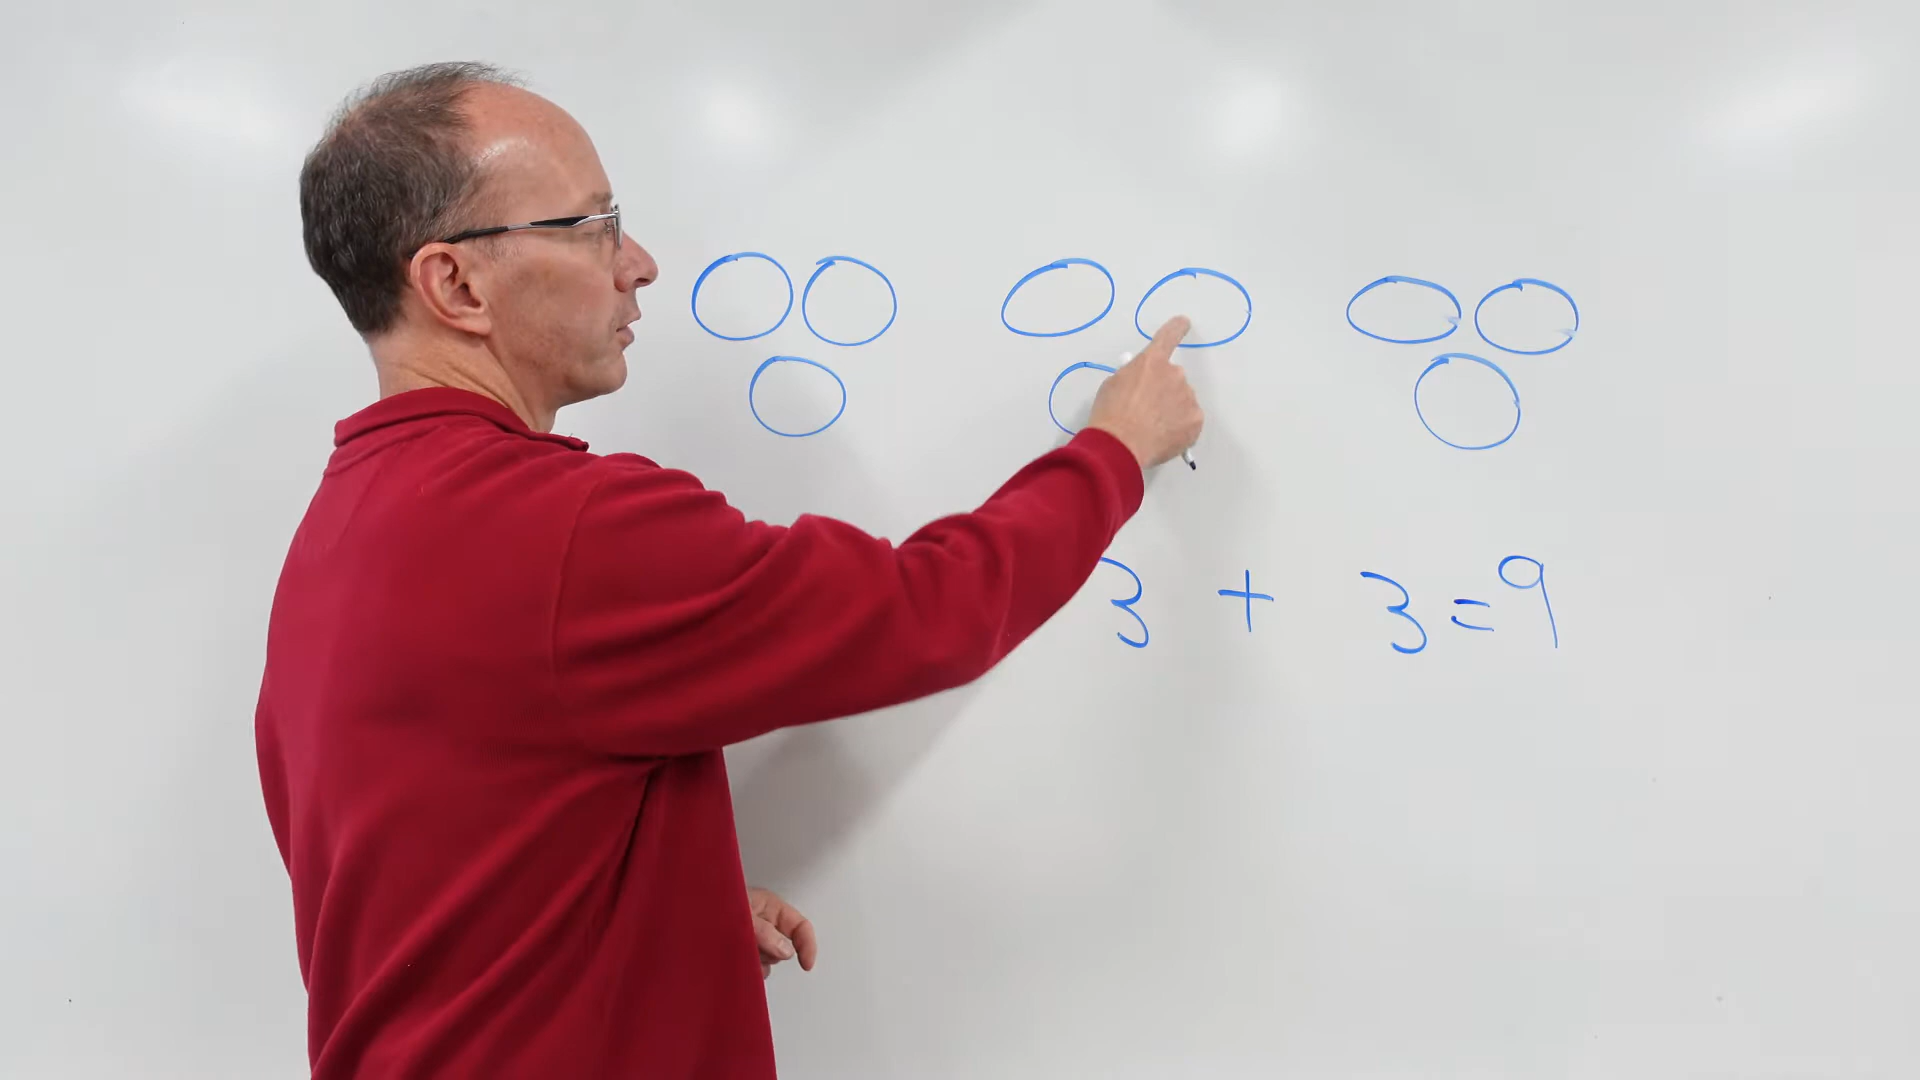 3 + 3 = 9